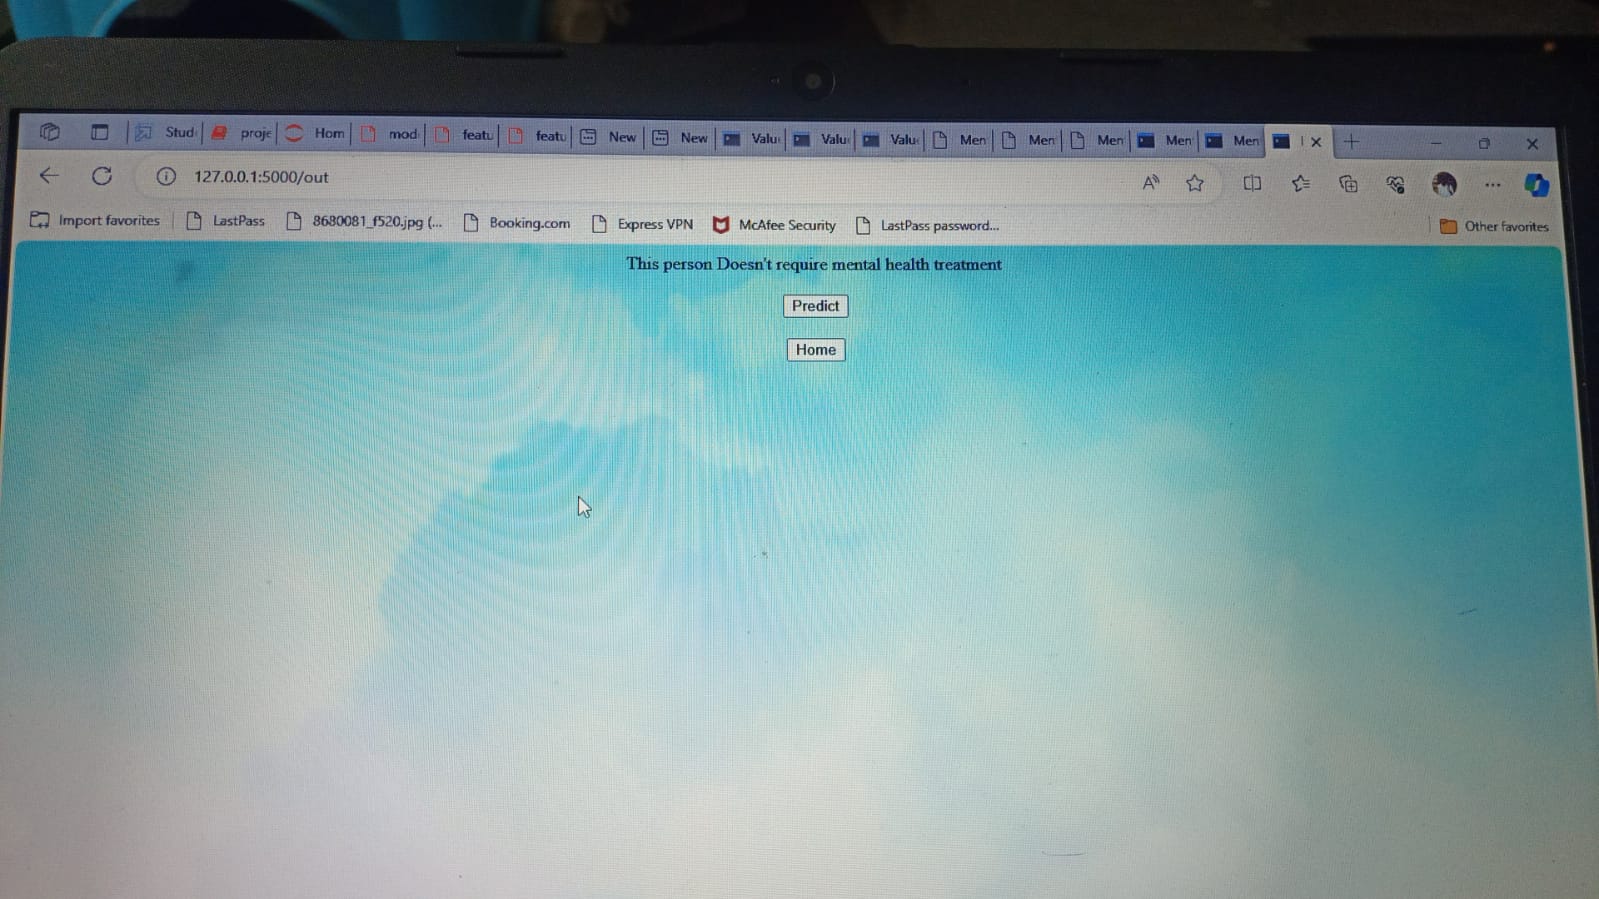 Stud proje Hom mod featu featu New New Valu Valu Valu Men Men Men Men Men
127.0.0.1:5000/out
Import favorites LastPass 8680081_f520.jpg (... Booking.com Express VPN McAfee Security LastPass password... Other favorites
This person Doesn't require mental health treatment
Predict
Home